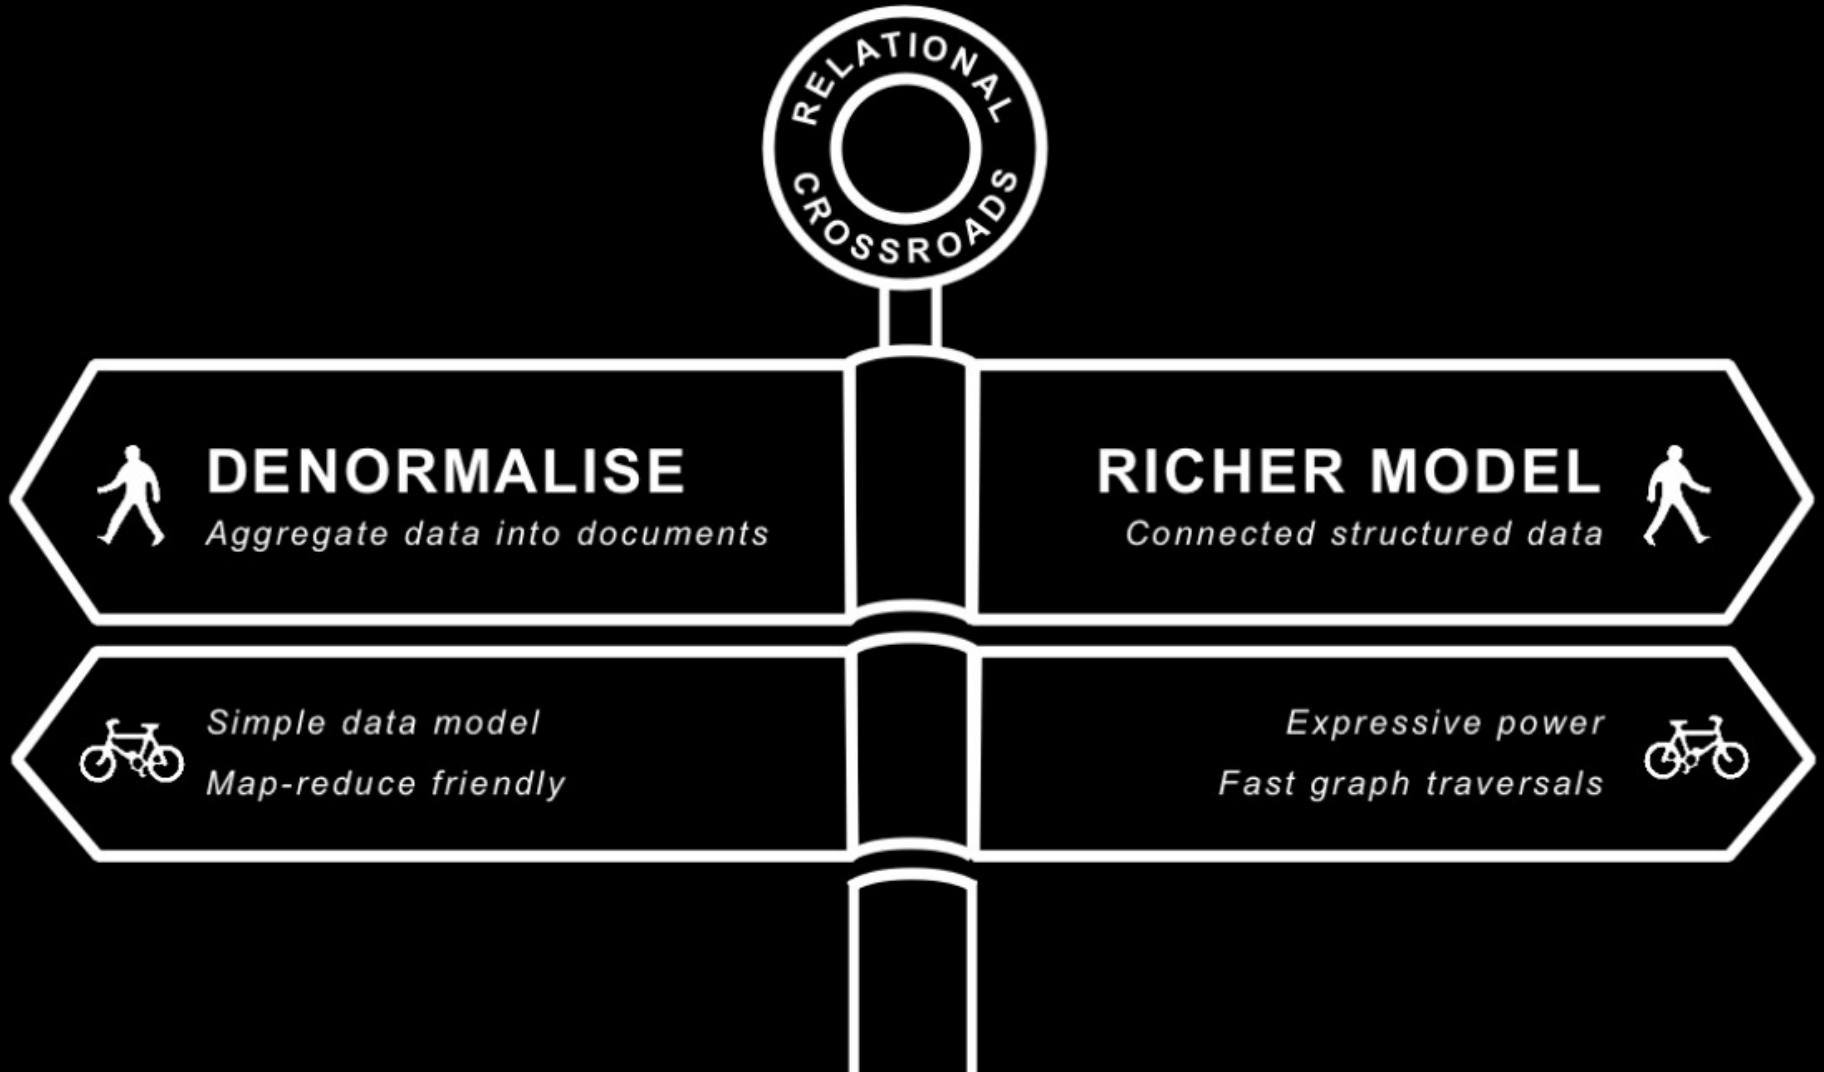 RELATIONAL
CROSSROADS
DENORMALISE
Aggregate data into documents
RICHER MODEL
Connected structured data
Simple data model
Map-reduce friendly
Expressive power
Fast graph traversals